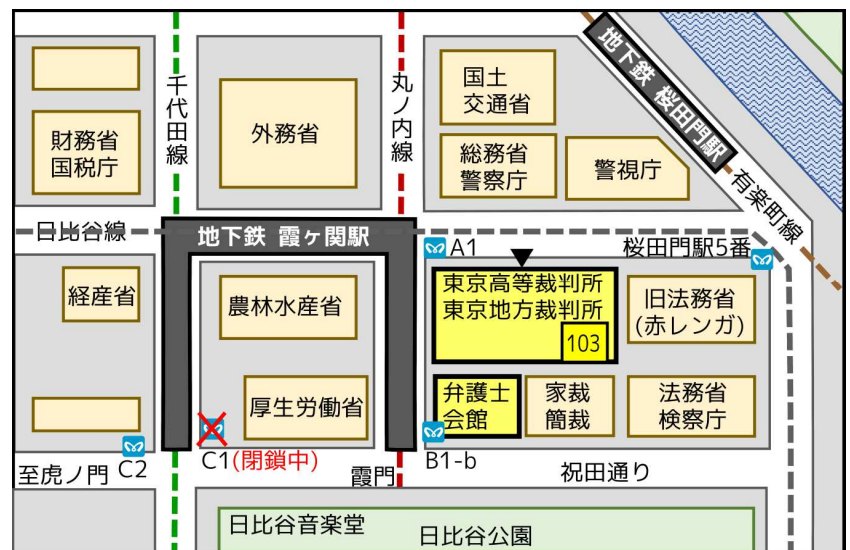 千代田線
丸ノ内線
国土
交通省
地下鉄 桜田門駅
財務省
国税庁
外務省
総務省
警察庁
警視庁
有楽町線
日比谷線
地下鉄 霞ヶ関駅
A1
桜田門駅5番
経産省
農林水産省
東京高等裁判所
東京地方裁判所
103
旧法務省
(赤レンガ)
厚生労働省
弁護士
会館
家裁
簡裁
法務省
検察庁
至虎ノ門
C2
C1(閉鎖中)
霞門
B1-b
祝田通り
日比谷音楽堂
日比谷公園